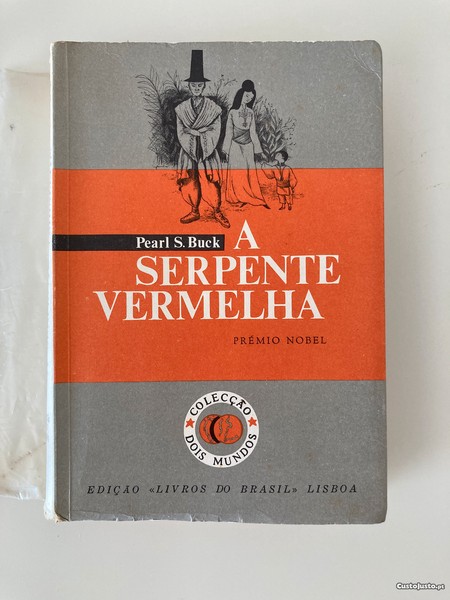 Pearl S. Buck A
SERPENTE
VERMELHA
PRÉMIO NOBEL
COLECÇÃO
DOIS MUNDOS
EDIÇÃO «LIVROS DO BRASIL» LISBOA
CustoJusto.pt